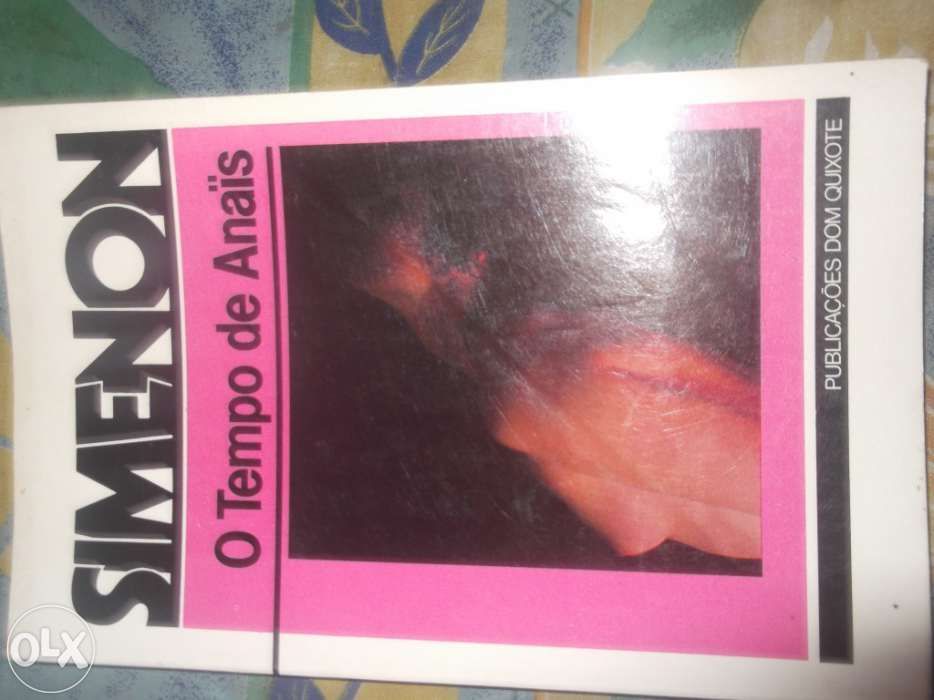 SIMENON
O Tempo de Anaïs
PUBLICAÇÕES DOM QUIXOTE
OLX